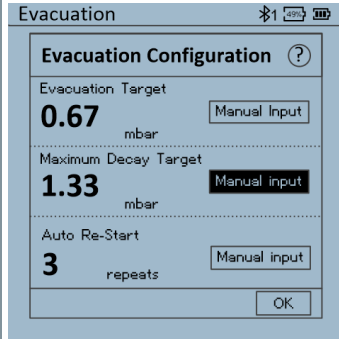 Evacuation 1 49%
Evacuation Configuration ?
Evacuation Target
0.67 Manual Input
mbar
Maximum Decay Target
1.33 Manual input
mbar
Auto Re-Start
3 repeats Manual input
OK